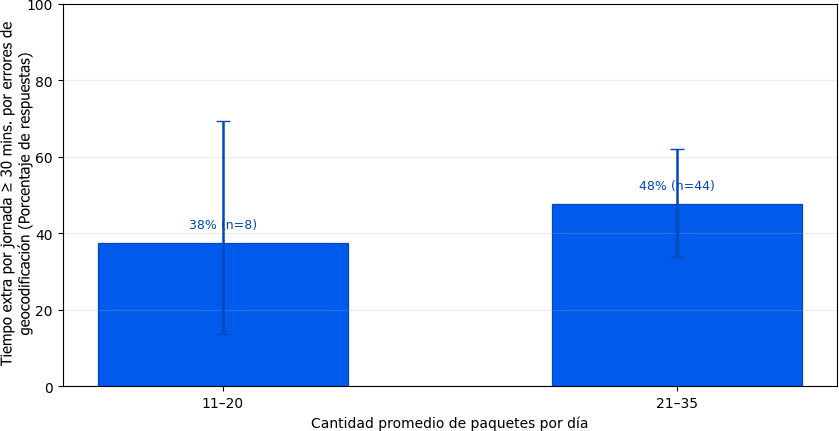 Tiempo extra por jornada ≥ 30 mins. por errores de
geocodificación (Porcentaje de respuestas)
100
80
60
40
20
0
38% (n=8)
48% (n=44)
11–20
21–35
Cantidad promedio de paquetes por día